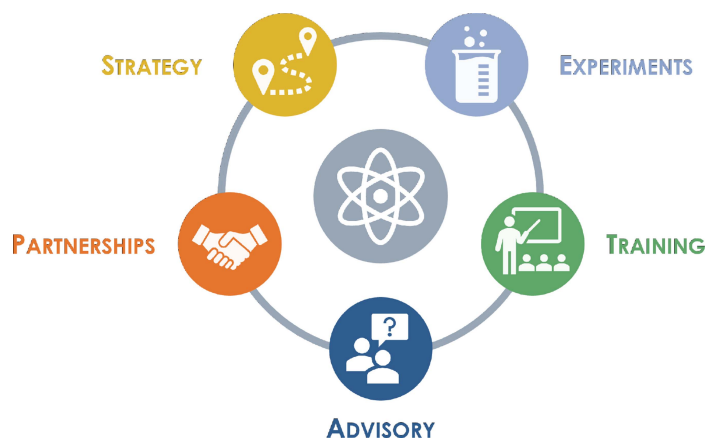 STRATEGY
EXPERIMENTS
PARTNERSHIPS
TRAINING
?
ADVISORY